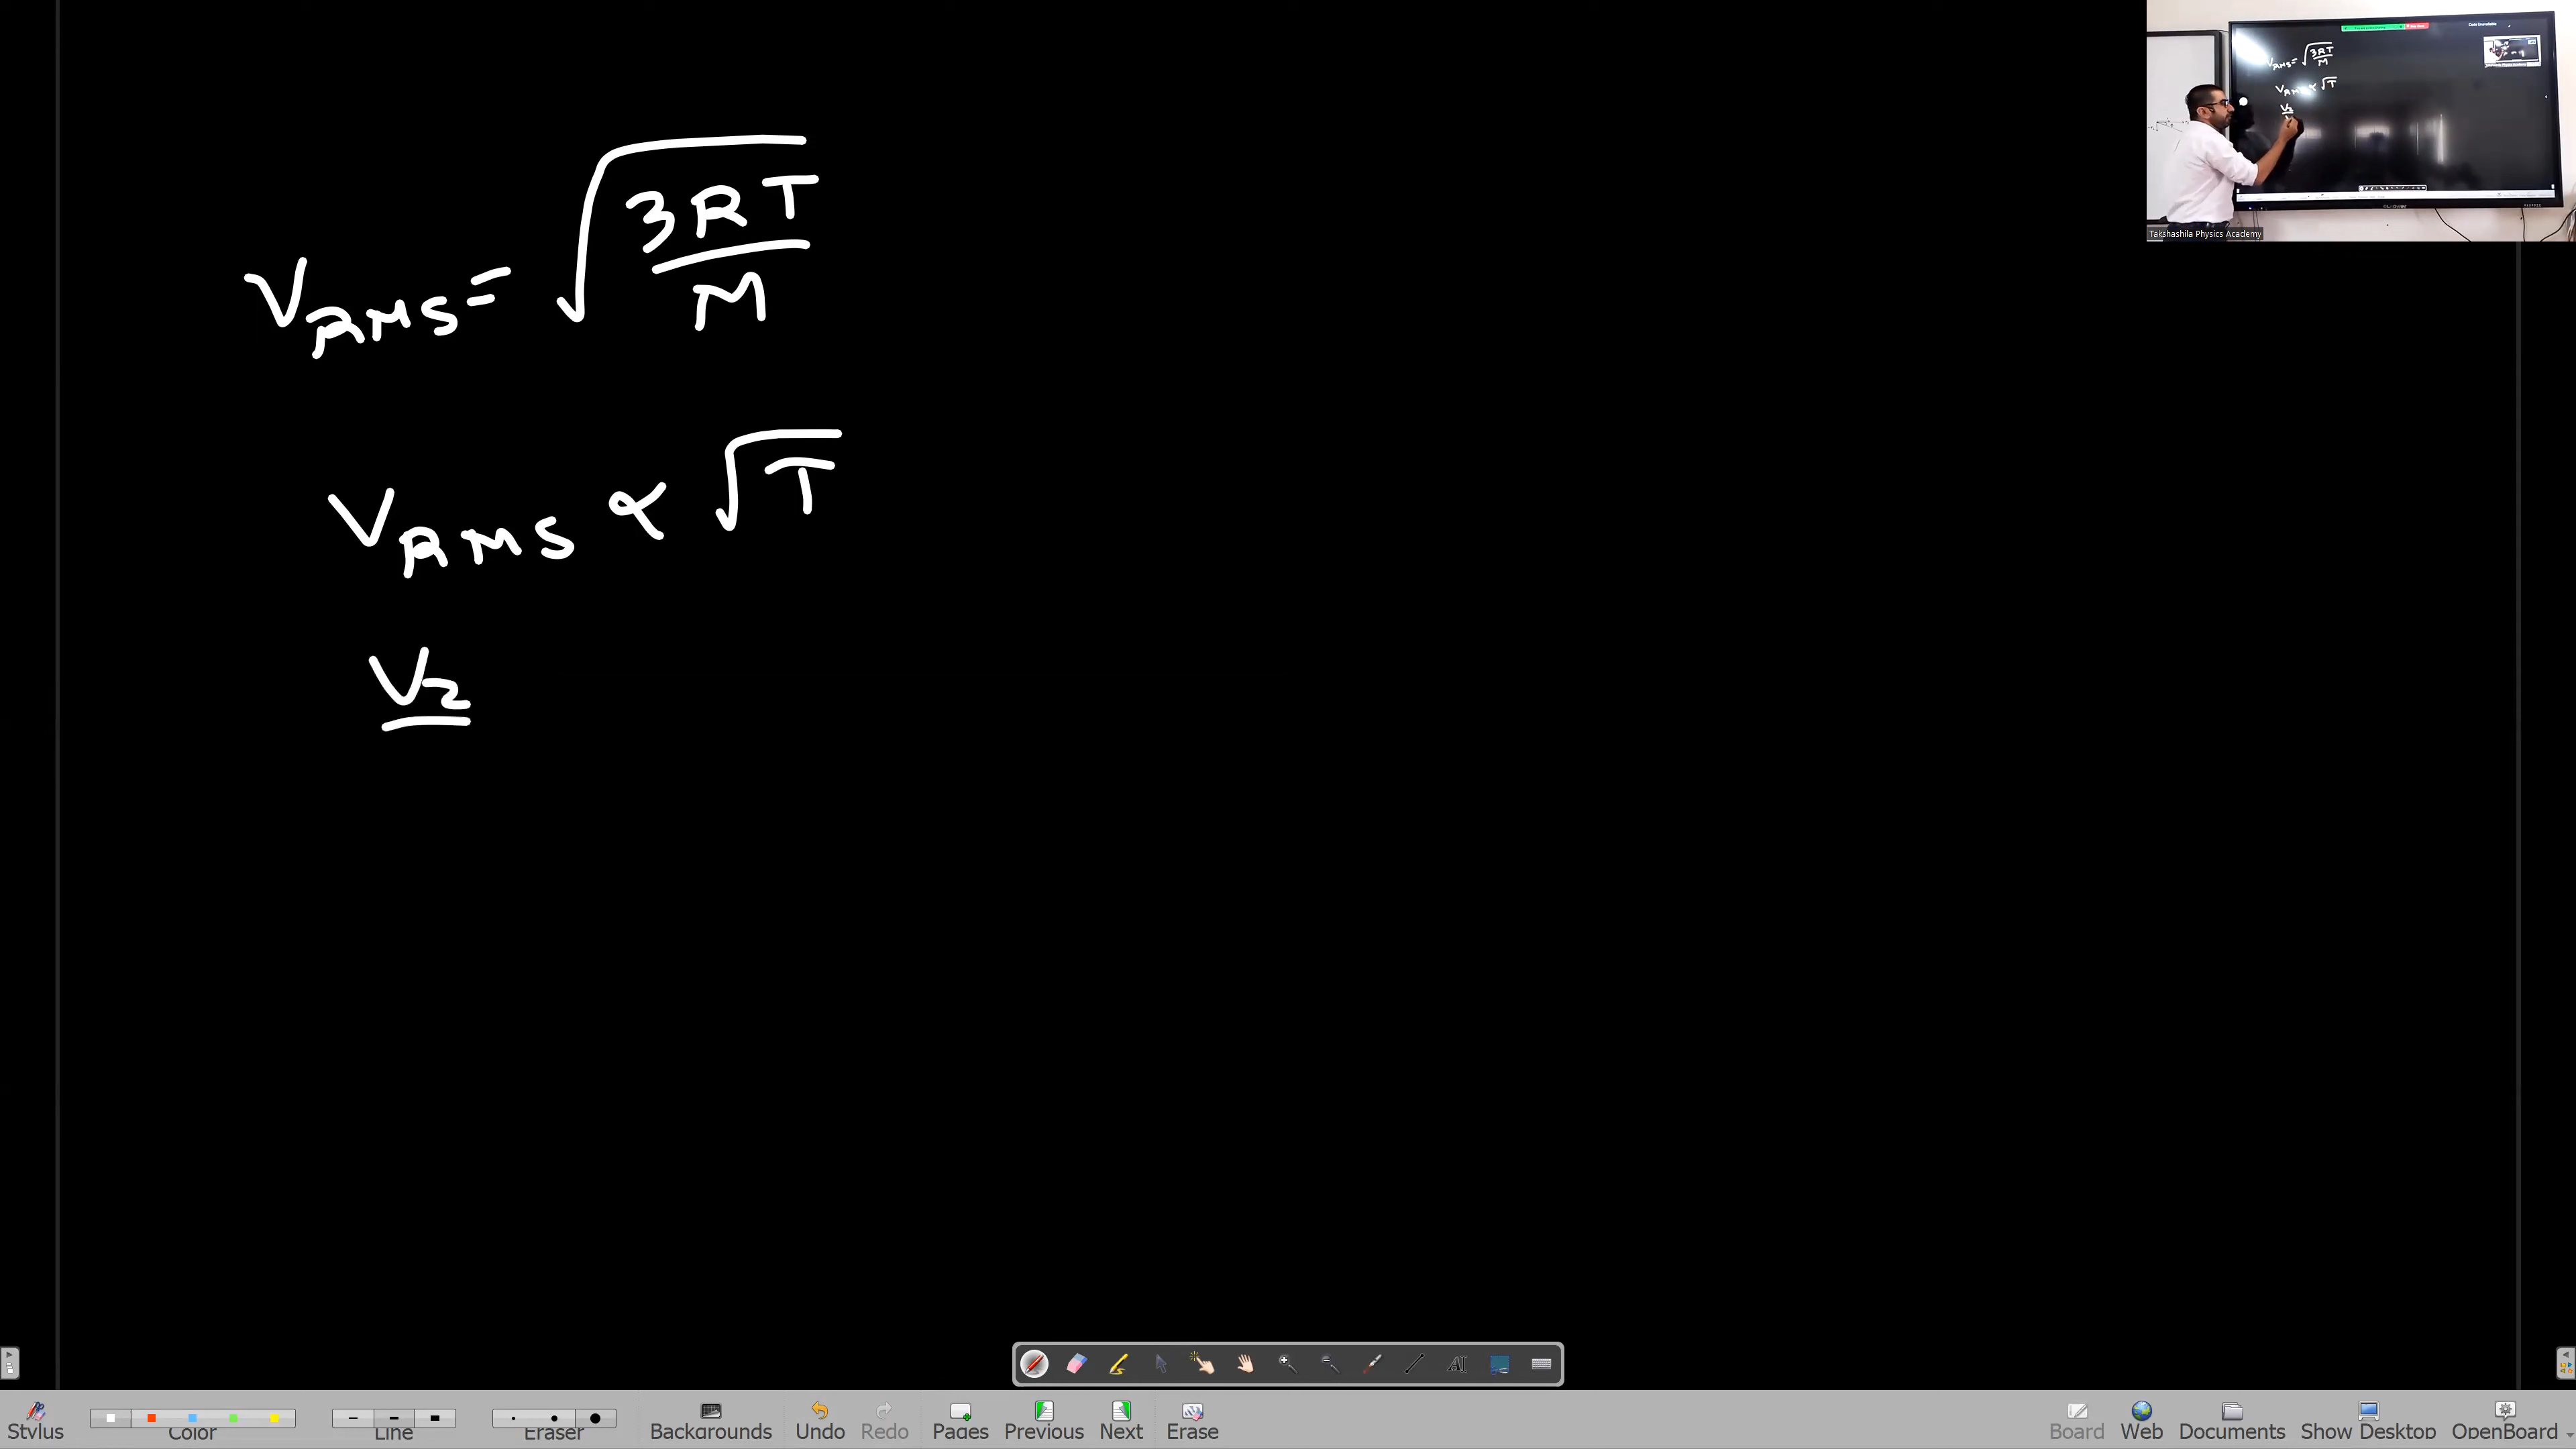 V_RMS = √(3RT/M)
V_RMS ∝ √T
V₂
Takshashila Physics Academy
Stylus Color Line Eraser Backgrounds Undo Redo Pages Previous Next Erase Board Web Documents Show Desktop OpenBoard